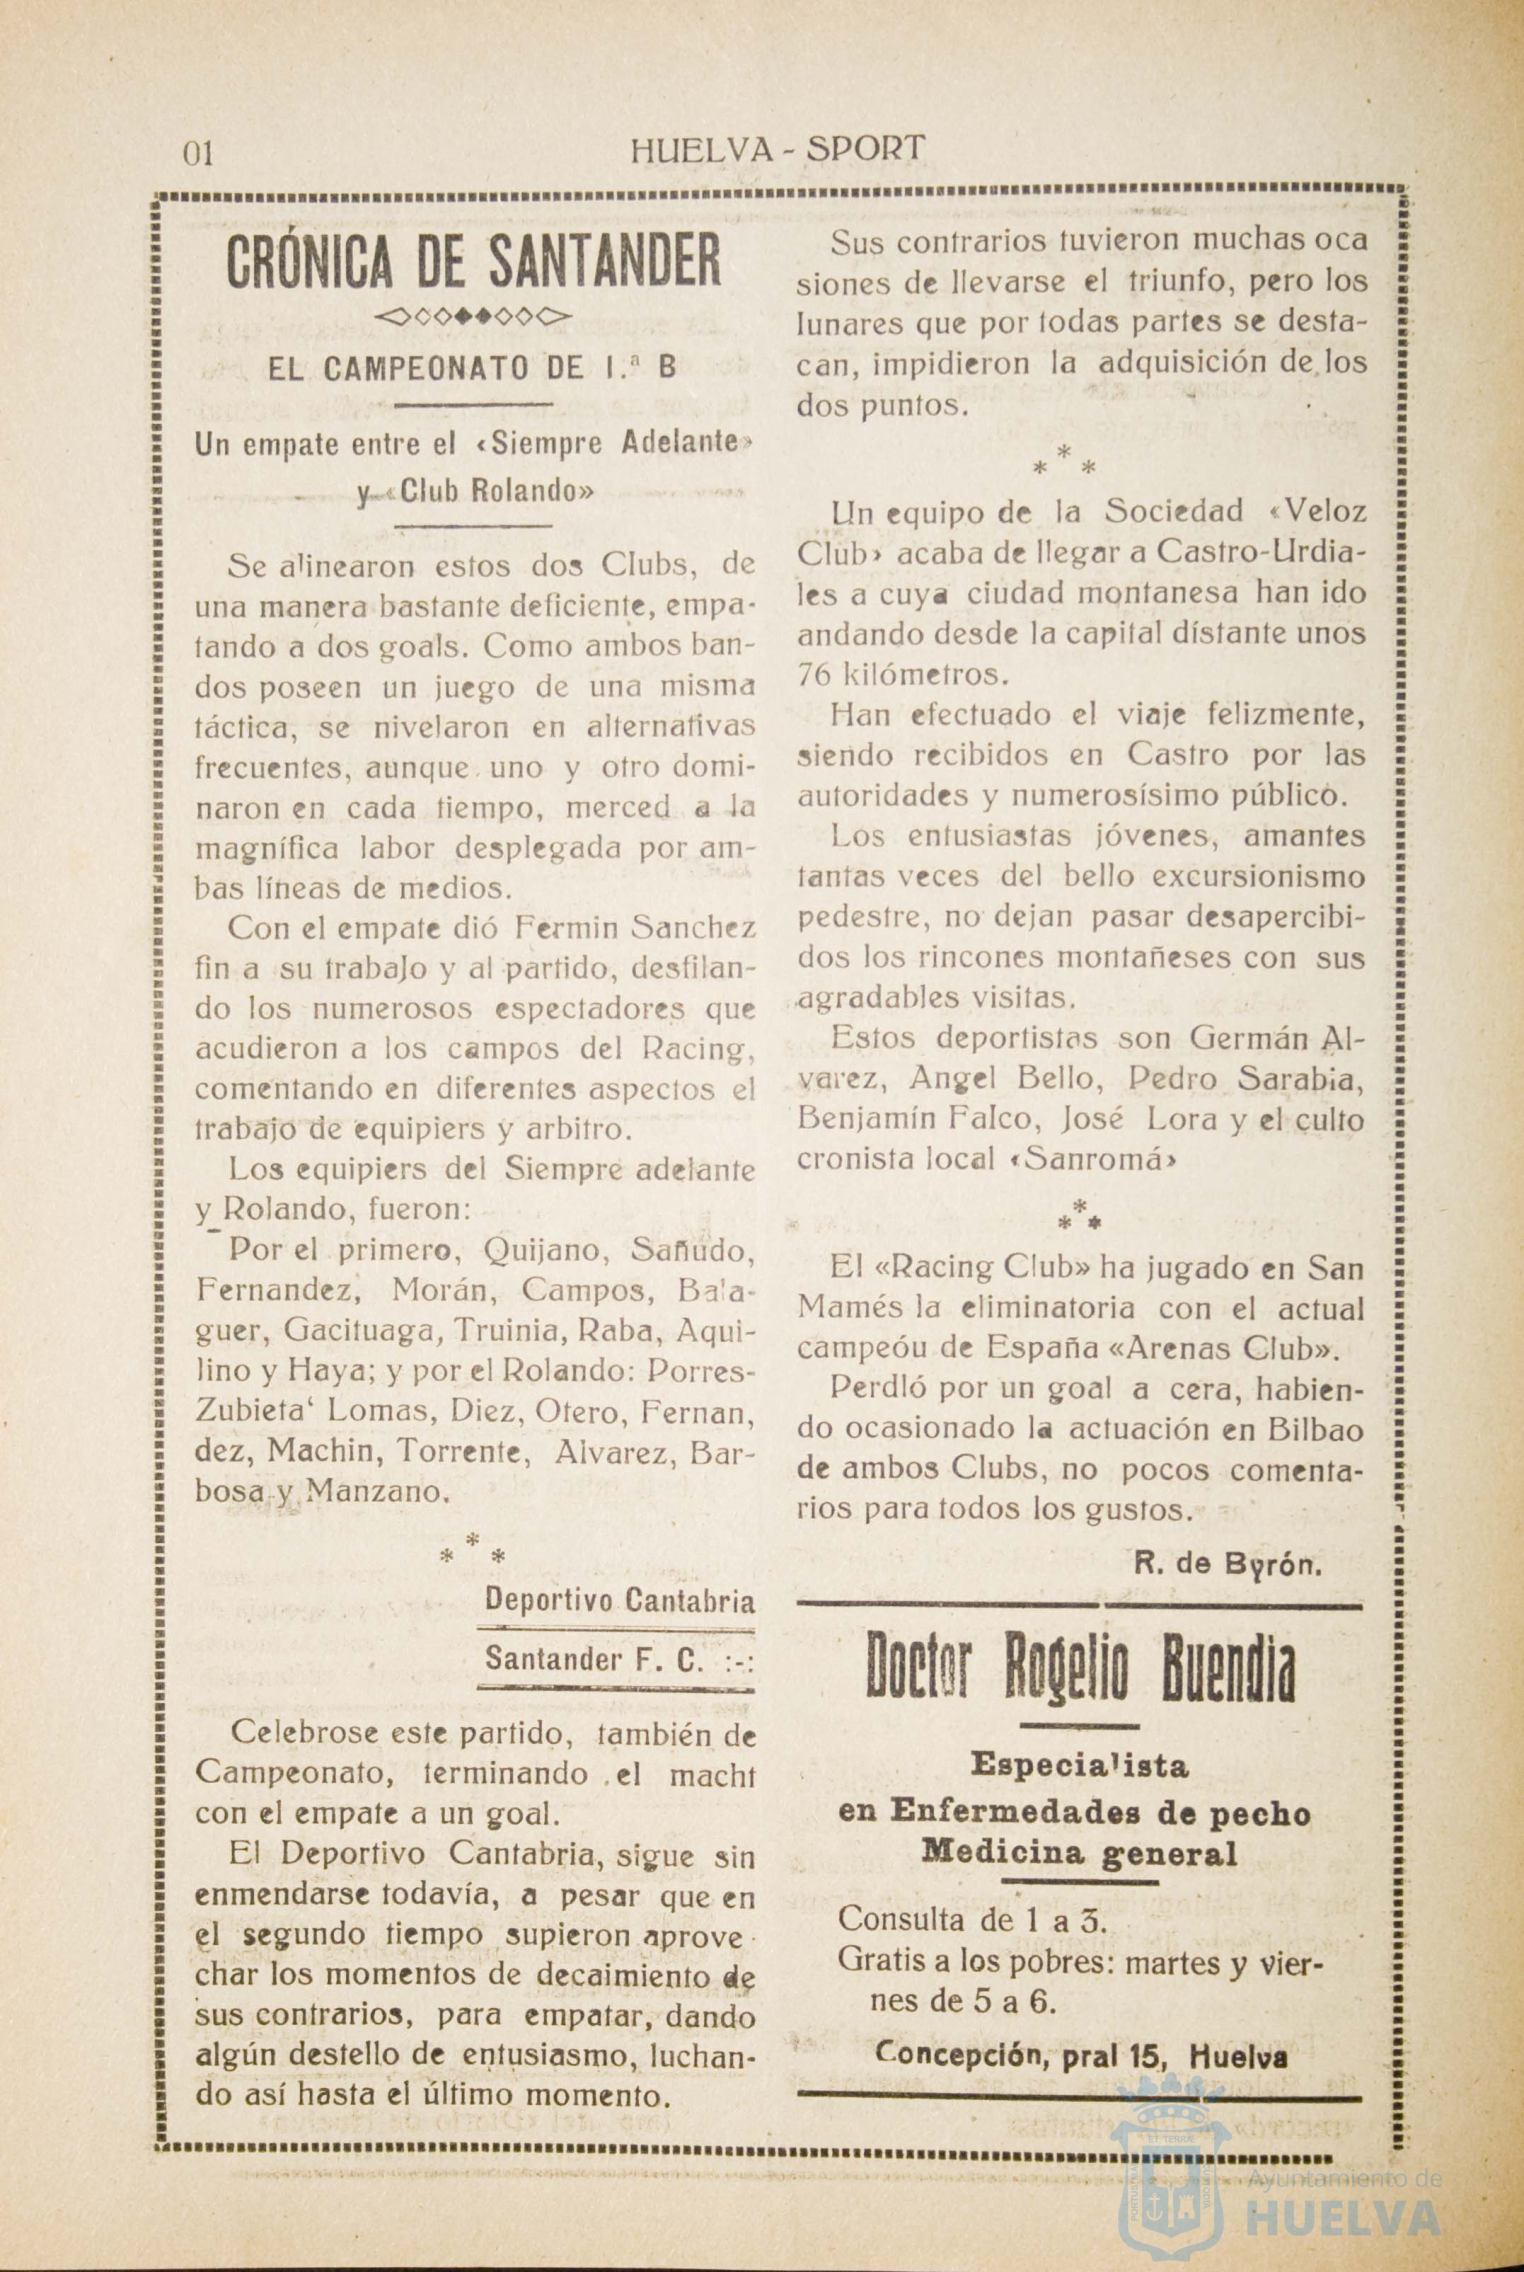 01
HUELVA - SPORT
CRÓNICA DE SANTANDER
EL CAMPEONATO DE I.ª B
Un empate entre el «Siempre Adelante»
y «Club Rolando»
Se alinearon estos dos Clubs, de
una manera bastante deficiente, empa-
tando a dos goals. Como ambos ban-
dos poseen un juego de una misma
táctica, se nivelaron en alternativas
frecuentes, aunque uno y otro domi-
naron en cada tiempo, merced a la
magnífica labor desplegada por am-
bas líneas de medios.
Con el empate dió Fermin Sanchez
fin a su trabaJo y al partido, desfilan-
do los numerosos espectadores que
acudieron a los campos del Racing,
comentando en diferentes aspectos el
trabajo de equipiers y arbitro.
Los equipiers del Siempre adelante
y Rolando, fueron:
Por el primero, Quijano, Sañudo,
Fernandez, Morán, Campos, Bala-
guer, Gacituaga, Truinia, Raba, Aqui-
lino y Haya; y por el Rolando: Porres-
Zubieta‘ Lomas, Diez, Otero, Fernan,
dez, Machin, Torrente, Alvarez, Bar-
bosa y Manzano.
* * *
Deportivo Cantabria
Santander F. C. :-:
Celebrose este partido, también de
Campeonato, terminando el macht
con el empate a un goal.
El Deportivo Cantabria, sigue sin
enmendarse todavía, a pesar que en
el segundo tiempo supieron aprove
char los momentos de decaimiento de
sus contrarios, para empatar, dando
algún destello de entusiasmo, luchan-
do así hasta el último momento.
Sus contrarios tuvieron muchas oca
siones de llevarse el triunfo, pero los
lunares que por todas partes se desta-
can, impidieron la adquisición de los
dos puntos.
* * *
Un equipo de la Sociedad «Veloz
Club» acaba de llegar a Castro-Urdia-
les a cuya ciudad montanesa han ido
andando desde la capital dístante unos
76 kilómetros.
Han efectuado el viaje felizmente,
siendo recibidos en Castro por las
autoridades y numerosísimo público.
Los entusiastas jóvenes, amantes
tantas veces del bello excursionismo
pedestre, no dejan pasar desapercibi-
dos los rincones montañeses con sus
agradables visitas.
Estos deportistas son Germán Al-
varez, Angel Bello, Pedro Sarabia,
Benjamín Falco, José Lora y el culto
cronista local «Sanromá»
* * *
El «Racing Club» ha jugado en San
Mamés la eliminatoria con el actual
campeóu de España «Arenas Club».
Perdló por un goal a cera, habien-
do ocasionado la actuación en Bilbao
de ambos Clubs, no pocos comenta-
rios para todos los gustos.
R. de Byrón.
Doctor Rogelio Buendia
Especialista
en Enfermedades de pecho
Medicina general
Consulta de 1 a 3.
Gratis a los pobres: martes y vier-
nes de 5 a 6.
Concepción, pral 15, Huelva
Ayuntamiento de
HUELVA